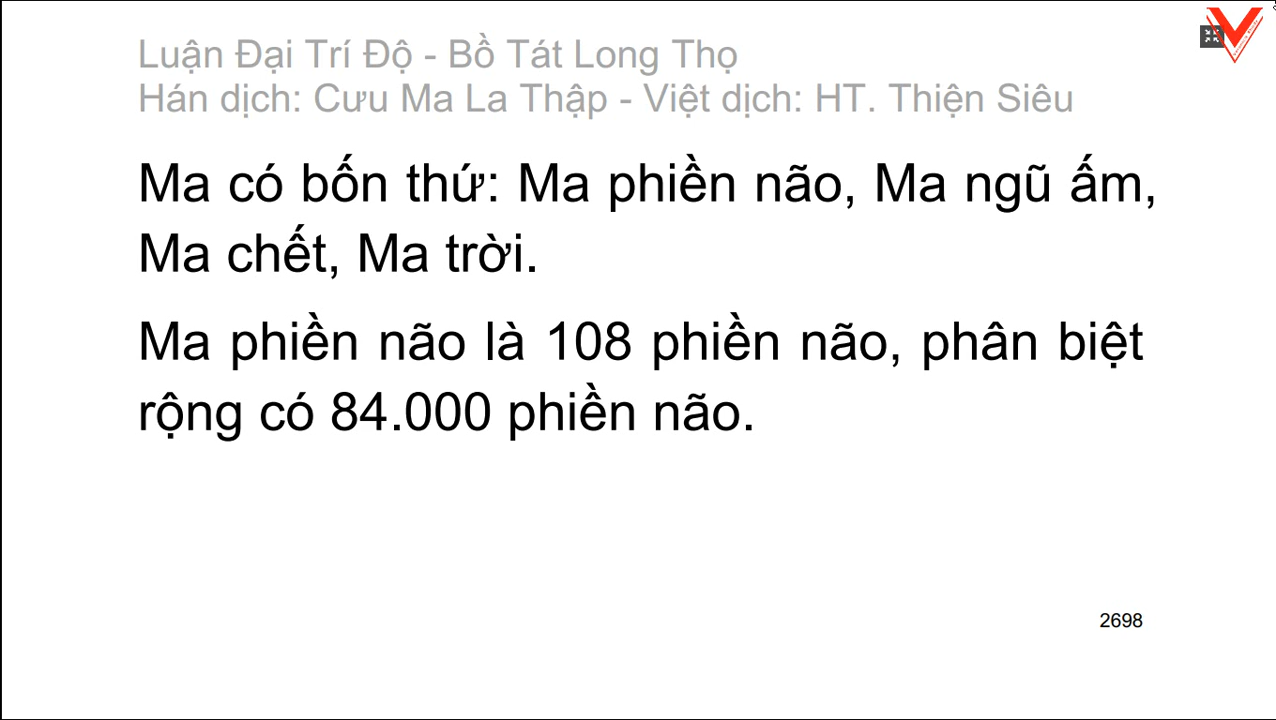 Luận Đại Trí Độ - Bồ Tát Long Thọ
Hán dịch: Cưu Ma La Thập - Việt dịch: HT. Thiện Siêu
Ma có bốn thứ: Ma phiền não, Ma ngũ ấm,
Ma chết, Ma trời.
Ma phiền não là 108 phiền não, phân biệt
rộng có 84.000 phiền não.
2698